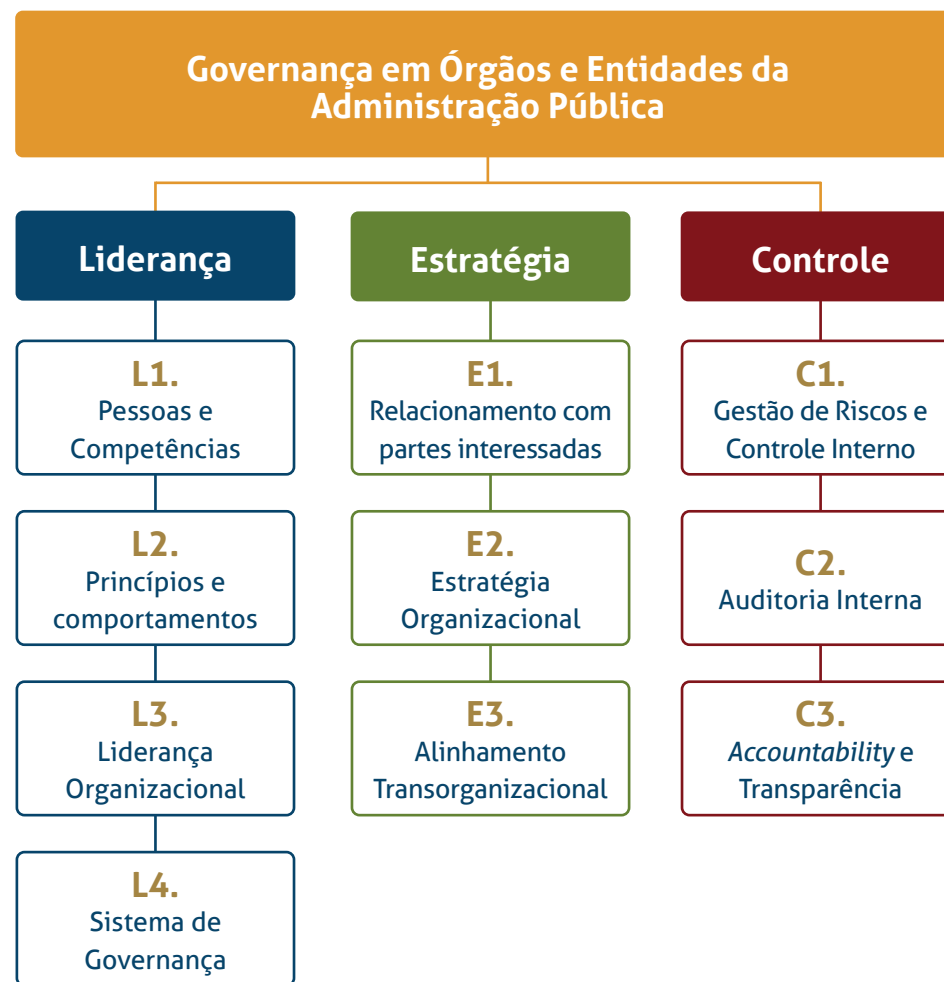 Governança em Órgãos e Entidades da
Administração Pública
Liderança
L1.
Pessoas e
Competências
L2.
Princípios e
comportamentos
L3.
Liderança
Organizacional
L4.
Sistema de
Governança
Estratégia
E1.
Relacionamento com
partes interessadas
E2.
Estratégia
Organizacional
E3.
Alinhamento
Transorganizacional
Controle
C1.
Gestão de Riscos e
Controle Interno
C2.
Auditoria Interna
C3.
Accountability e
Transparência